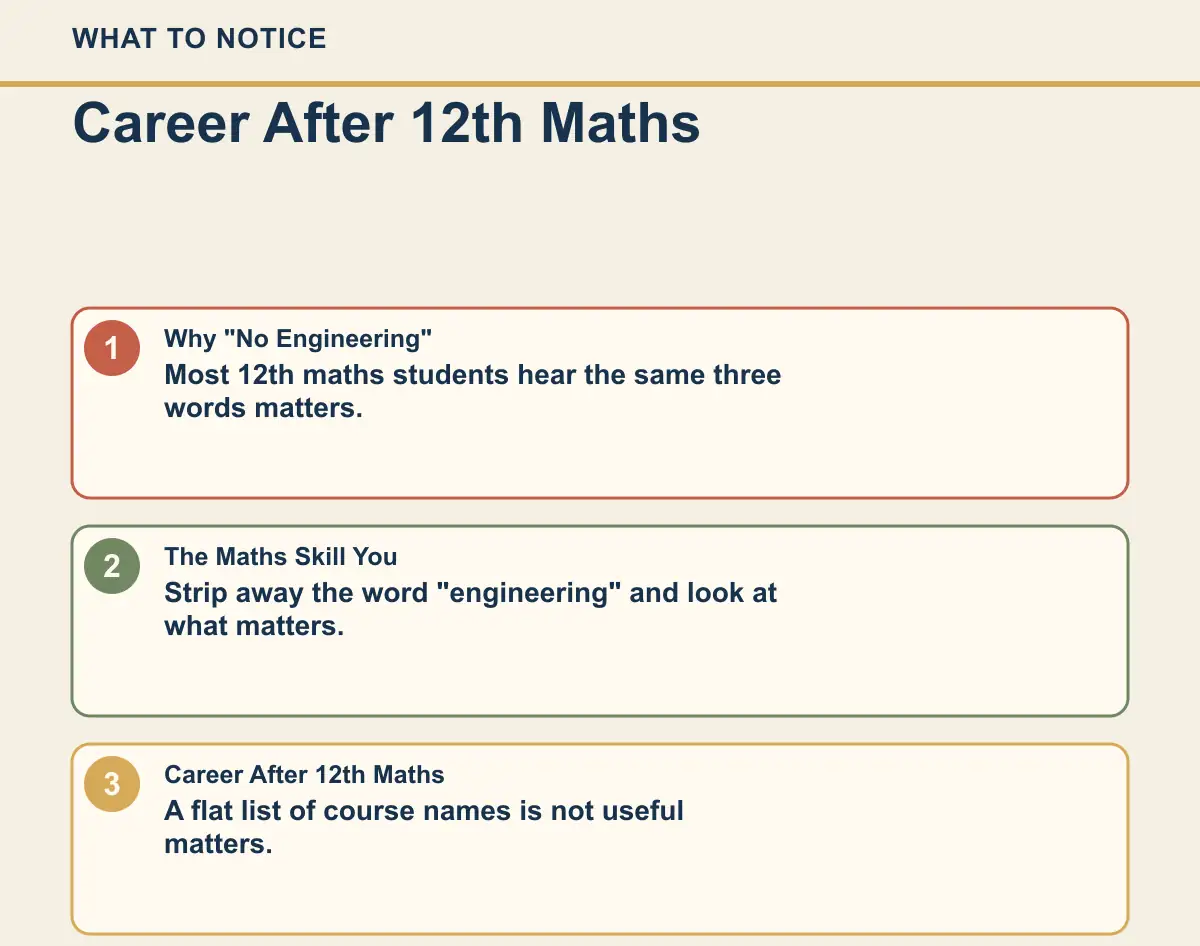 WHAT TO NOTICE
Career After 12th Maths
1
Why "No Engineering"
Most 12th maths students hear the same three
words matters.
2
The Maths Skill You
Strip away the word "engineering" and look at
what matters.
3
Career After 12th Maths
A flat list of course names is not useful
matters.